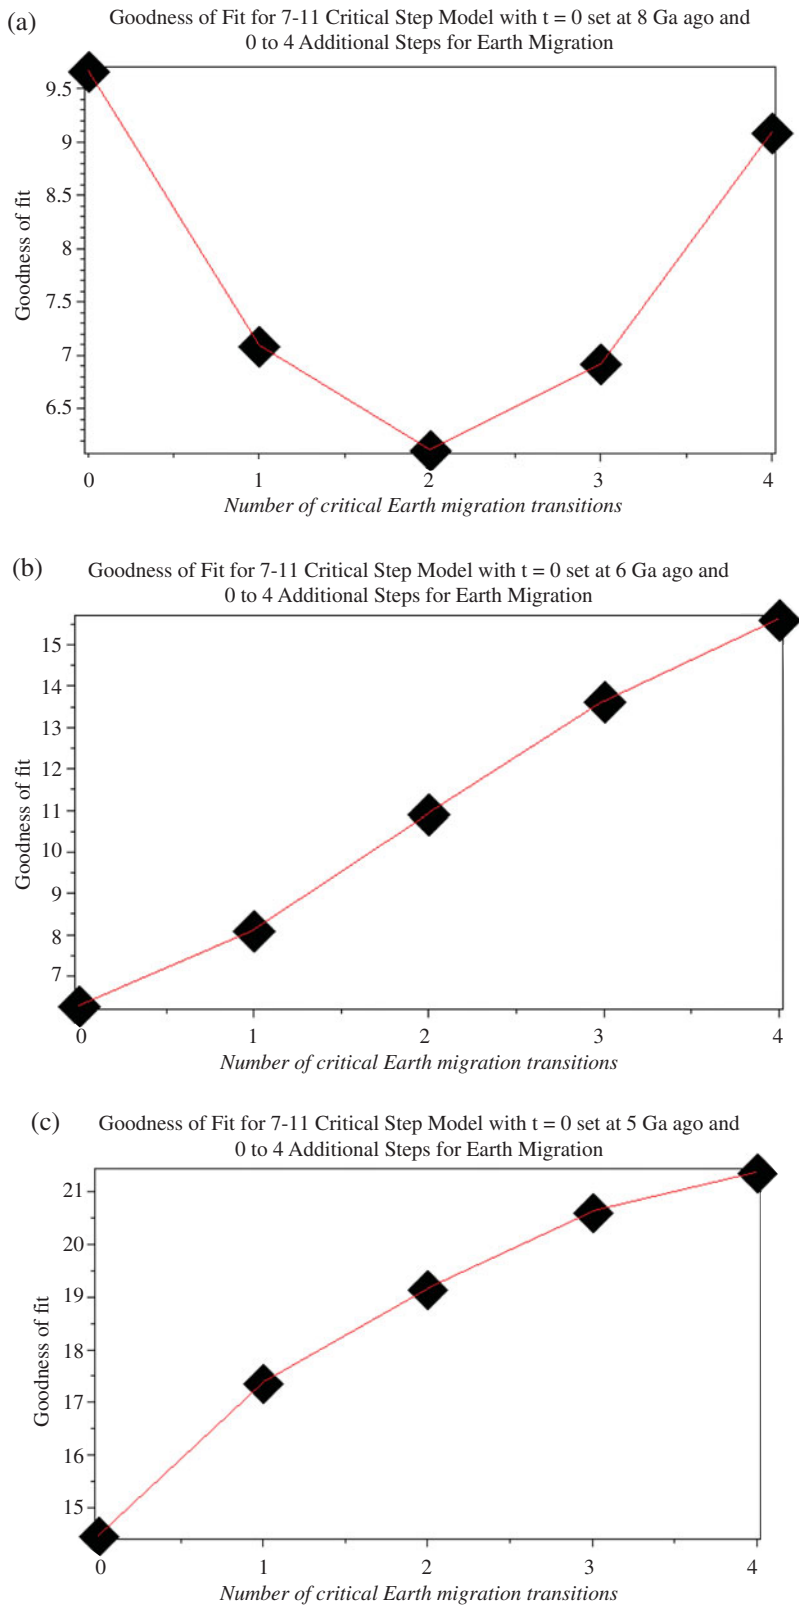 (a)
Goodness of Fit for 7-11 Critical Step Model with t = 0 set at 8 Ga ago and
0 to 4 Additional Steps for Earth Migration
9.5
9
8.5
8
7.5
7
6.5
Goodness of fit
0 1 2 3 4
Number of critical Earth migration transitions
(b)
Goodness of Fit for 7-11 Critical Step Model with t = 0 set at 6 Ga ago and
0 to 4 Additional Steps for Earth Migration
15
14
13
12
11
10
9
8
7
Goodness of fit
0 1 2 3 4
Number of critical Earth migration transitions
(c)
Goodness of Fit for 7-11 Critical Step Model with t = 0 set at 5 Ga ago and
0 to 4 Additional Steps for Earth Migration
21
20
19
18
17
16
15
Goodness of fit
0 1 2 3 4
Number of critical Earth migration transitions